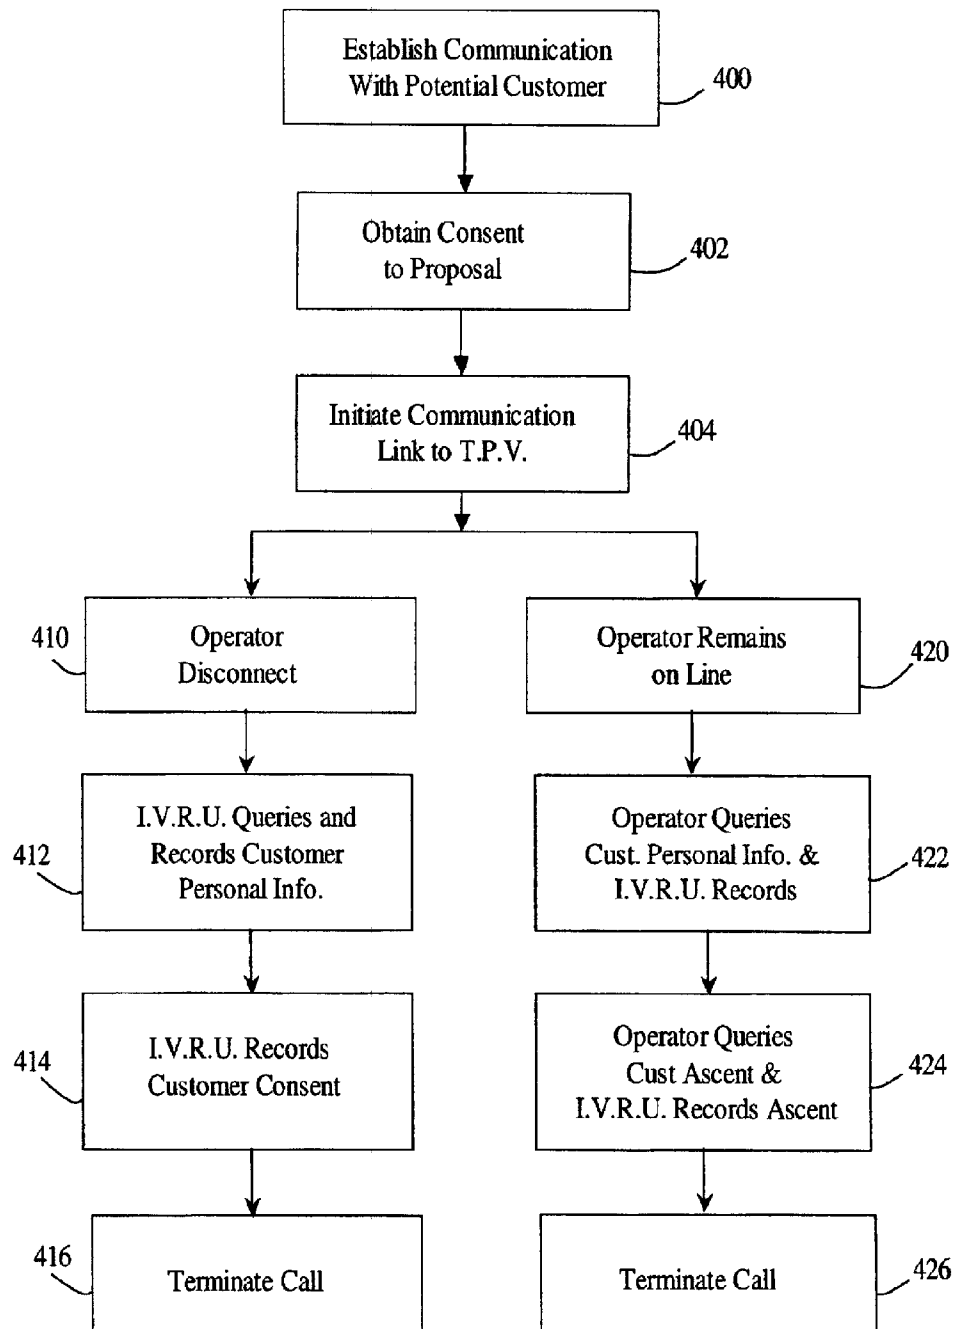 Establish Communication
With Potential Customer
400
Obtain Consent
to Proposal
402
Initiate Communication
Link to T.P.V.
404
410
Operator
Disconnect
Operator Remains
on Line
420
412
I.V.R.U. Queries and
Records Customer
Personal Info.
Operator Queries
Cust. Personal Info. &
I.V.R.U. Records
422
414
I.V.R.U. Records
Customer Consent
Operator Queries
Cust Ascent &
I.V.R.U. Records Ascent
424
416
Terminate Call
Terminate Call
426